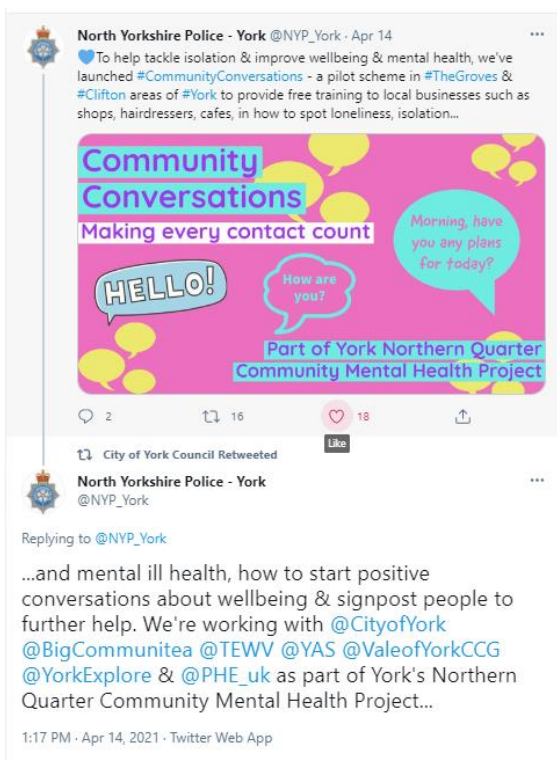 North Yorkshire Police - York @NYP_York · Apr 14
💙To help tackle isolation & improve wellbeing & mental health, we've
launched #CommunityConversations - a pilot scheme in #TheGroves &
#Clifton areas of #York to provide free training to local businesses such as
shops, hairdressers, cafes, in how to spot loneliness, isolation...
Community
Conversations
Making every contact count
HELLO!
How are
you?
Morning, have
you any plans
for today?
Part of York Northern Quarter
Community Mental Health Project
2
16
18
Like
City of York Council Retweeted
North Yorkshire Police - York
@NYP_York
Replying to @NYP_York
...and mental ill health, how to start positive
conversations about wellbeing & signpost people to
further help. We're working with @CityofYork
@BigCommunitea @TEWV @YAS @ValeofYorkCCG
@YorkExplore & @PHE_uk as part of York's Northern
Quarter Community Mental Health Project...
1:17 PM · Apr 14, 2021 · Twitter Web App